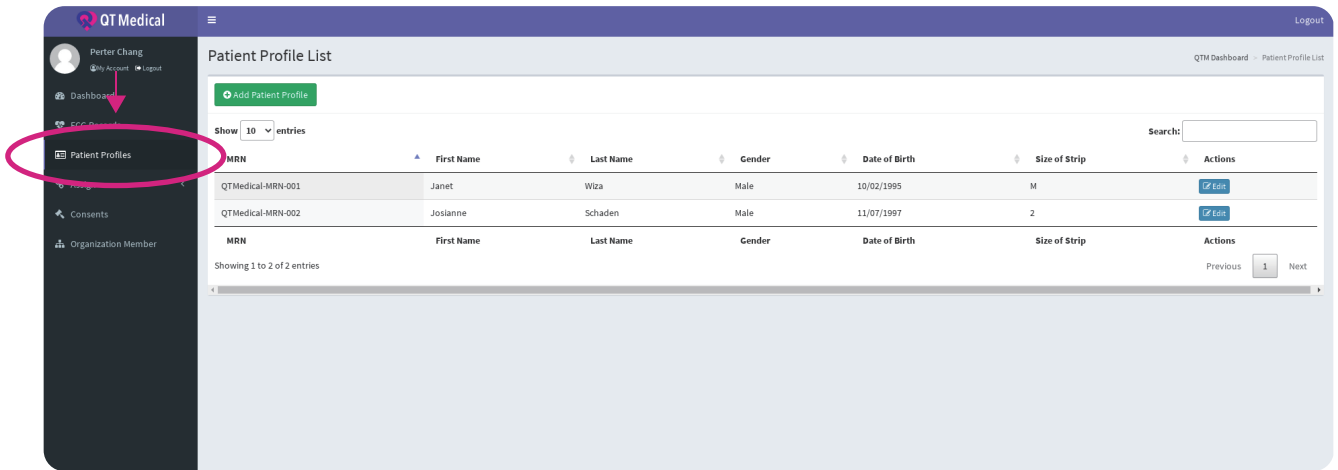 QT Medical
Logout
Perter Chang
My Account Logout
Patient Profile List
QTM Dashboard > Patient Profile List
Dashboard
Add Patient Profile
ECG Records
Show 10 entries
Search:
Patient Profiles
MRN First Name Last Name Gender Date of Birth Size of Strip Actions
QTMedical-MRN-001 Janet Wiza Male 10/02/1995 M Edit
QTMedical-MRN-002 Josianne Schaden Male 11/07/1997 2 Edit
Consents
MRN First Name Last Name Gender Date of Birth Size of Strip Actions
Organization Member
Showing 1 to 2 of 2 entries
Previous 1 Next